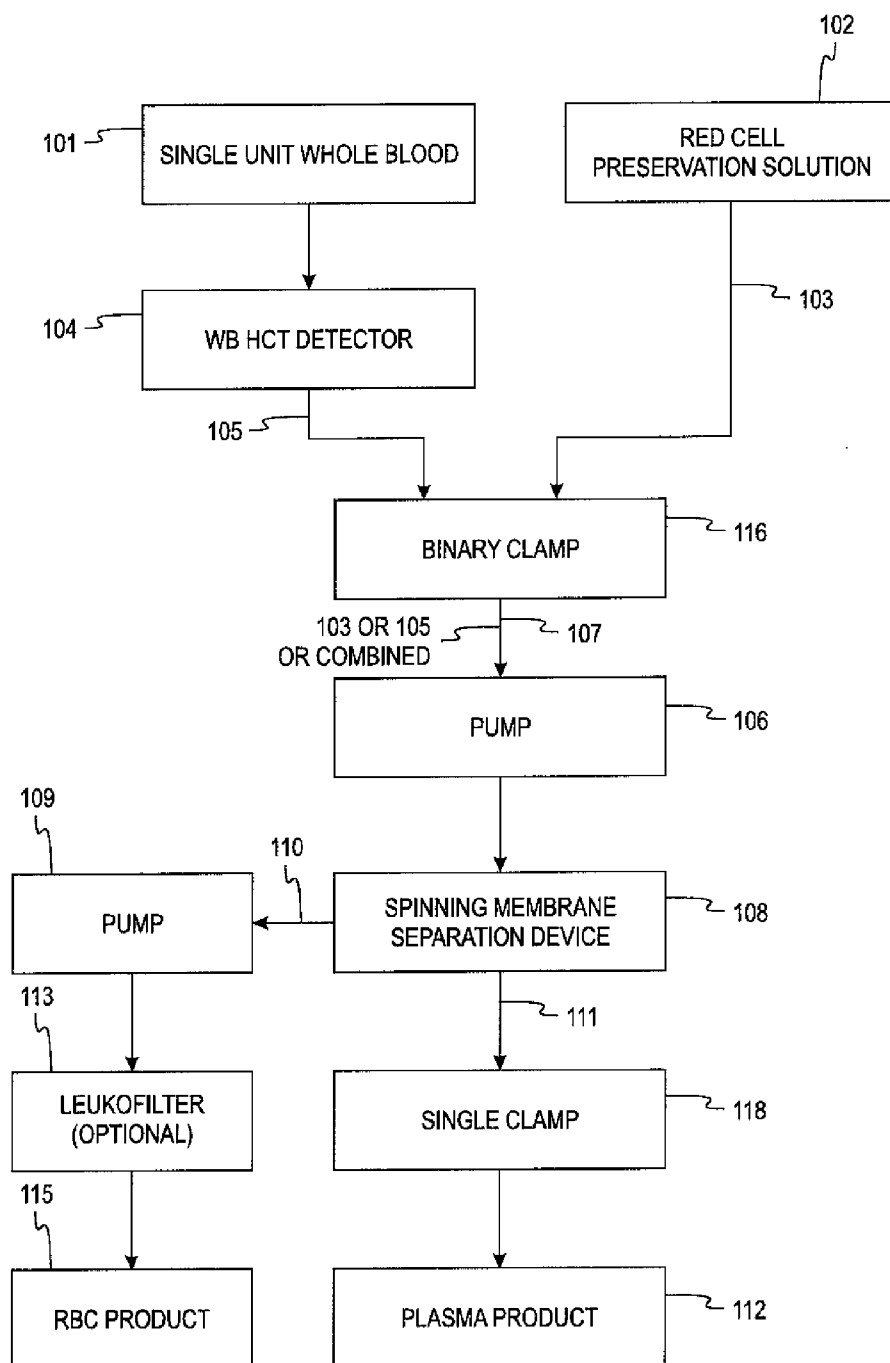 102
101
SINGLE UNIT WHOLE BLOOD
RED CELL
PRESERVATION SOLUTION
103
104
WB HCT DETECTOR
105
BINARY CLAMP
116
103 OR 105
OR COMBINED
107
PUMP
106
109
110
PUMP
SPINNING MEMBRANE
SEPARATION DEVICE
108
113
111
LEUKOFILTER
(OPTIONAL)
SINGLE CLAMP
118
115
RBC PRODUCT
PLASMA PRODUCT
112